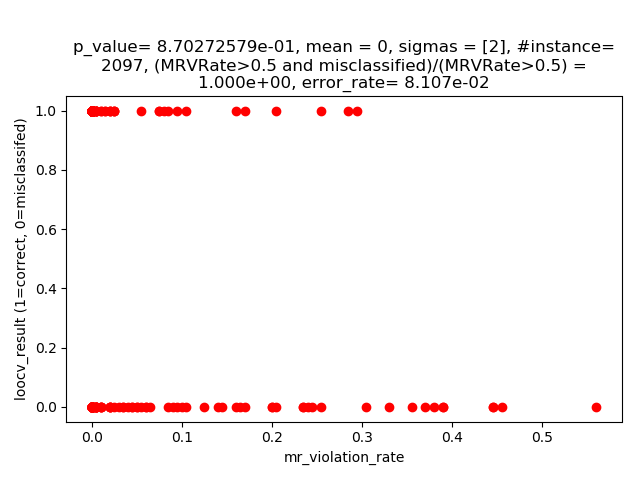 p_value= 8.70272579e-01, mean = 0, sigmas = [2], #instance=
2097, (MRVRate>0.5 and misclassified)/(MRVRate>0.5) =
1.000e+00, error_rate= 8.107e-02
loocv_result (1=correct, 0=misclassifed)
1.0
0.8
0.6
0.4
0.2
0.0
0.0 0.1 0.2 0.3 0.4 0.5
mr_violation_rate